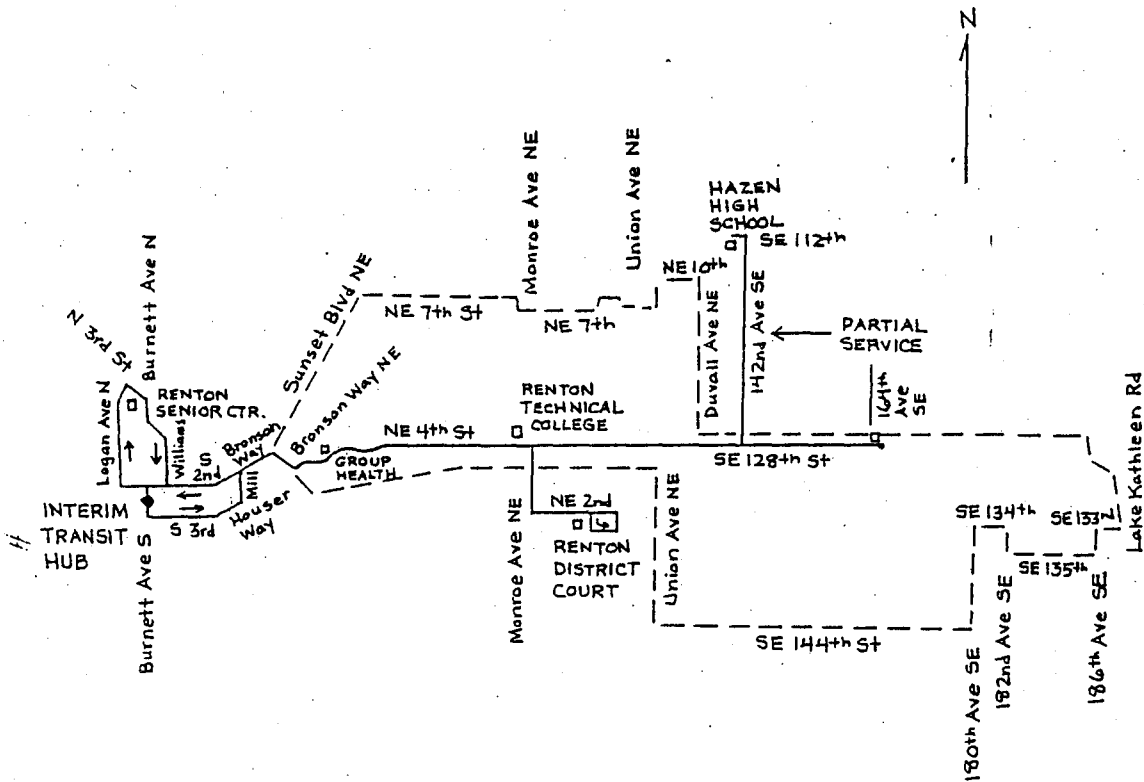 N
Monroe Ave NE
Union Ave NE
HAZEN
HIGH
SCHOOL
SE 112th
NE 10th
Burnett Ave N
N 3rd St
Sunset Blvd NE
NE 7th St
NE 7th
Duvall Ave NE
142nd Ave SE
PARTIAL
SERVICE
164th
Ave
SE
Logan Ave N
RENTON
SENIOR CTR.
Williams
S
2nd
Bronson
Way
Bronson Way NE
RENTON
TECHNICAL
COLLEGE
NE 4th St
GROUP
HEALTH
SE 128th St
Lake Kathleen Rd
INTERIM
TRANSIT
HUB
S 3rd
Mill
Houser
Way
NE 2nd
RENTON
DISTRICT
COURT
Burnett Ave S
Monroe Ave NE
Union Ave NE
SE 134th
SE 133rd
SE 135th
SE 144th St
180th Ave SE
182nd Ave SE
186th Ave SE